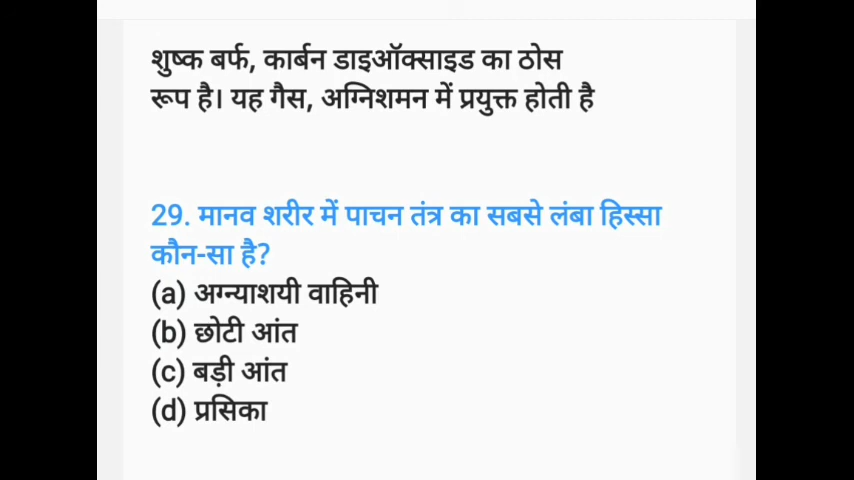 शुष्क बर्फ, कार्बन डाइऑक्साइड का ठोस
रूप है। यह गैस, अग्निशमन में प्रयुक्त होती है
29. मानव शरीर में पाचन तंत्र का सबसे लंबा हिस्सा
कौन-सा है?
(a) अग्न्याशयी वाहिनी
(b) छोटी आंत
(c) बड़ी आंत
(d) प्रसिका